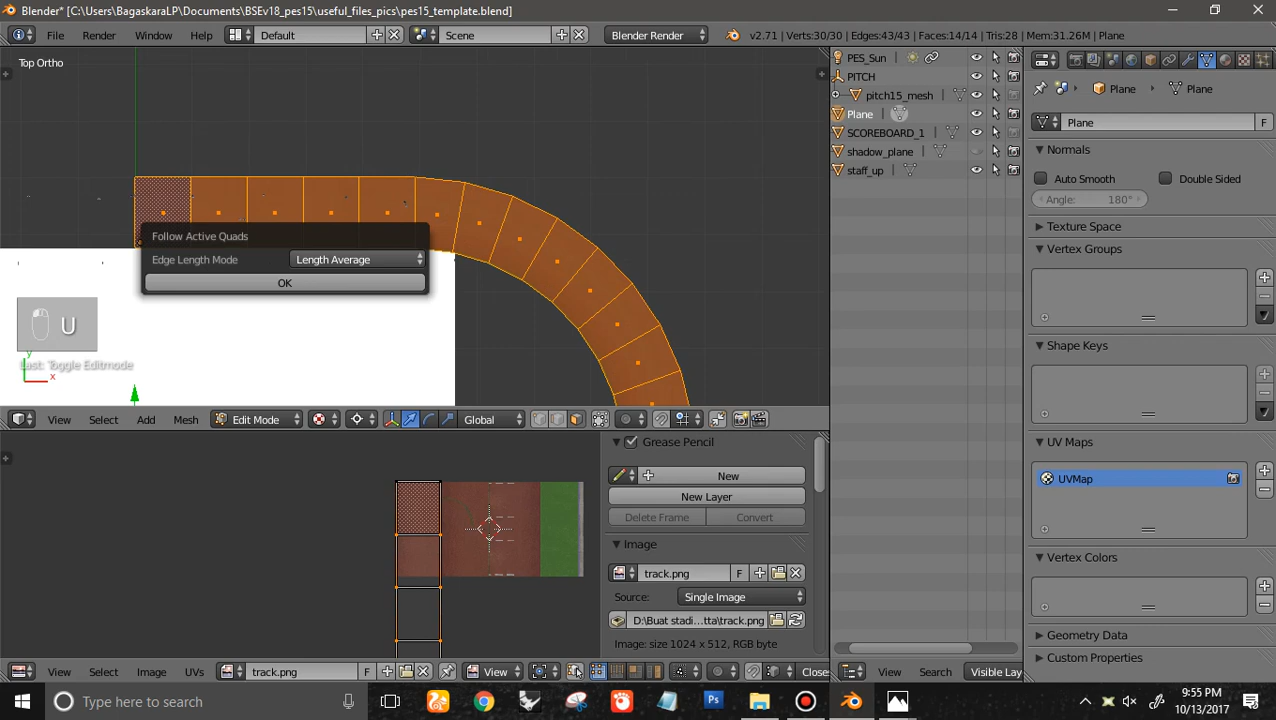 Blender* [C:\Users\BagaskaraLP\Documents\BSEv18_pes15\useful_files_pics\pes15_template.blend]
File Render Window Help Default Scene Blender Render v2.71 | Verts:30/30 | Edges:43/43 | Faces:14/14 | Tris:28 | Mem:31.26M | Plane
Top Ortho
PES_Sun
PITCH
pitch15_mesh
Plane
SCOREBOARD_1
shadow_plane
staff_up
Plane Plane
Plane F
Normals
Auto Smooth Double Sided
Angle: 180°
Texture Space
Vertex Groups
Shape Keys
UV Maps
UVMap
Vertex Colors
Geometry Data
Custom Properties
Follow Active Quads
Edge Length Mode Length Average
OK
U
Last: Toggle Editmode
y
x
View Select Add Mesh Edit Mode Global
Grease Pencil
New
New Layer
Delete Frame Convert
Image
track.png F
Source: Single Image
D:\Buat stadi...tta\track.png
Image: size 1024 x 512, RGB byte
View Select Image UVs track.png F View Closes
View Search Visible Lay
Type here to search
Ps
9:55 PM
10/13/2017